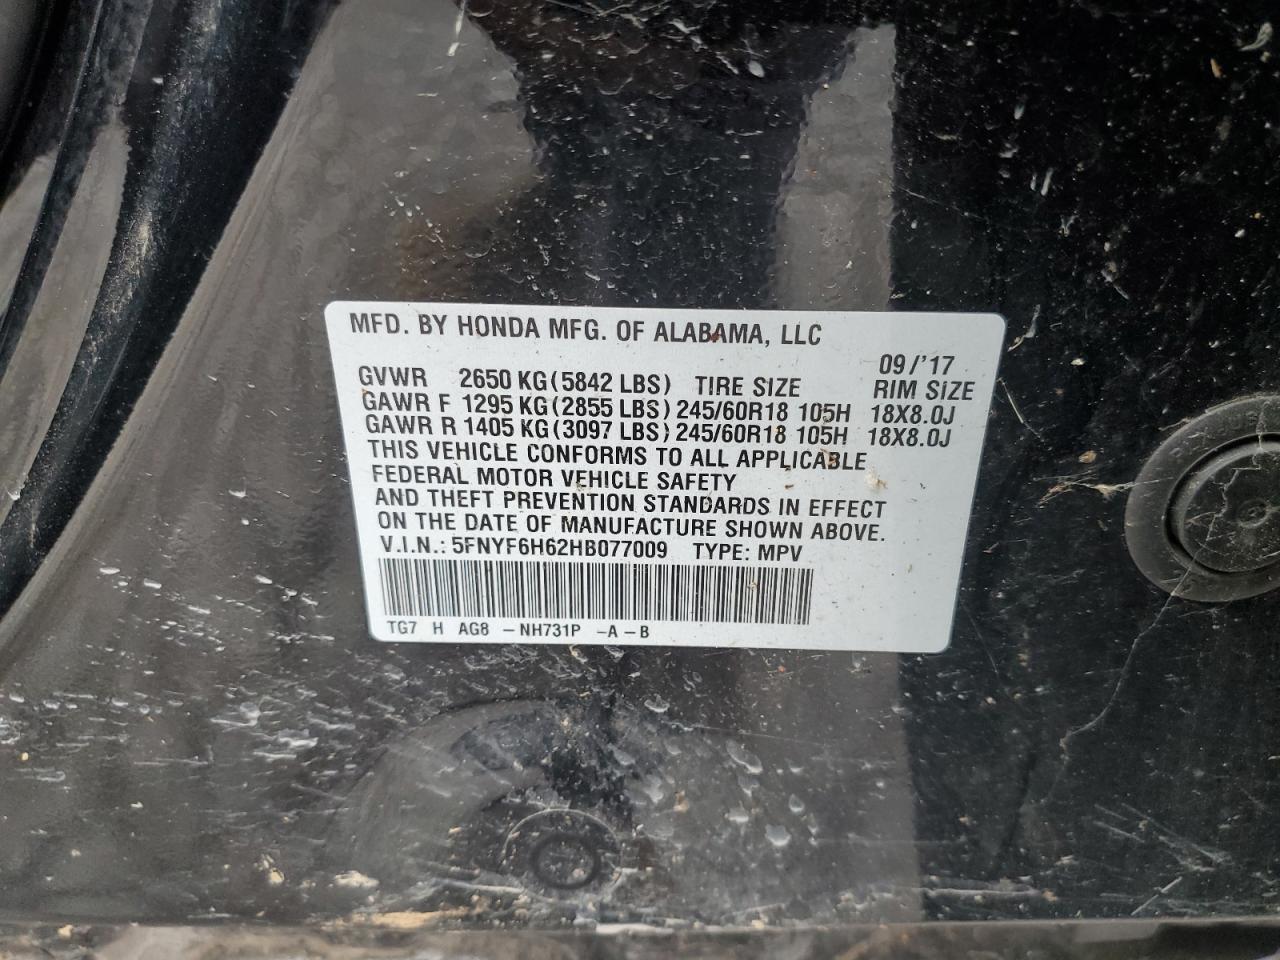 MFD. BY HONDA MFG. OF ALABAMA, LLC
09/'17
GVWR 2650 KG(5842 LBS) TIRE SIZE RIM SIZE
GAWR F 1295 KG(2855 LBS) 245/60R18 105H 18X8.0J
GAWR R 1405 KG(3097 LBS) 245/60R18 105H 18X8.0J
THIS VEHICLE CONFORMS TO ALL APPLICABLE
FEDERAL MOTOR VEHICLE SAFETY
AND THEFT PREVENTION STANDARDS IN EFFECT
ON THE DATE OF MANUFACTURE SHOWN ABOVE.
V.I.N.: 5FNYF6H62HB077009 TYPE: MPV
TG7 H AG8 -NH731P -A-B